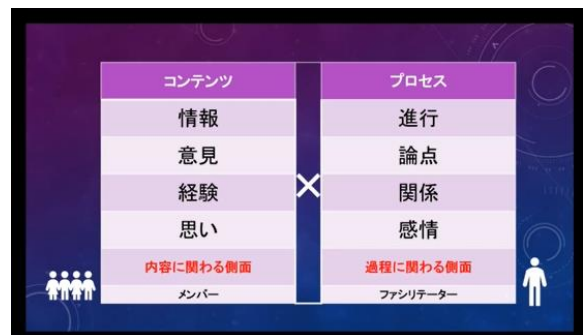 コンテンツ
情報
意見
経験
思い
内容に関わる側面
メンバー
×
プロセス
進行
論点
関係
感情
過程に関わる側面
ファシリテーター